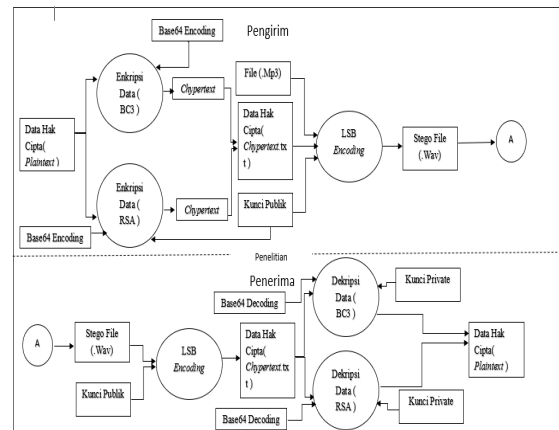 Base64 Encoding
Pengirim
Enkripsi
Data (
BC3)
Chypertext
File (.Mp3)
Data Hak
Cipta(
Plaintext )
Data Hak
Cipta(
Chypertext.tx
t )
LSB
Encoding
Stego File
(.Wav)
A
Enkripsi
Data (
RSA)
Chypertext
Kunci Publik
Base64 Encoding
Penelitian
Penerima
Base64 Decoding
Dekripsi
Data (
BC3)
Kunci Private
A
Stego File
(.Wav)
LSB
Encoding
Data Hak
Cipta(
Chypertext.tx
t )
Data Hak
Cipta(
Plaintext )
Kunci Publik
Dekripsi
Data (
RSA)
Base64 Decoding
Kunci Private